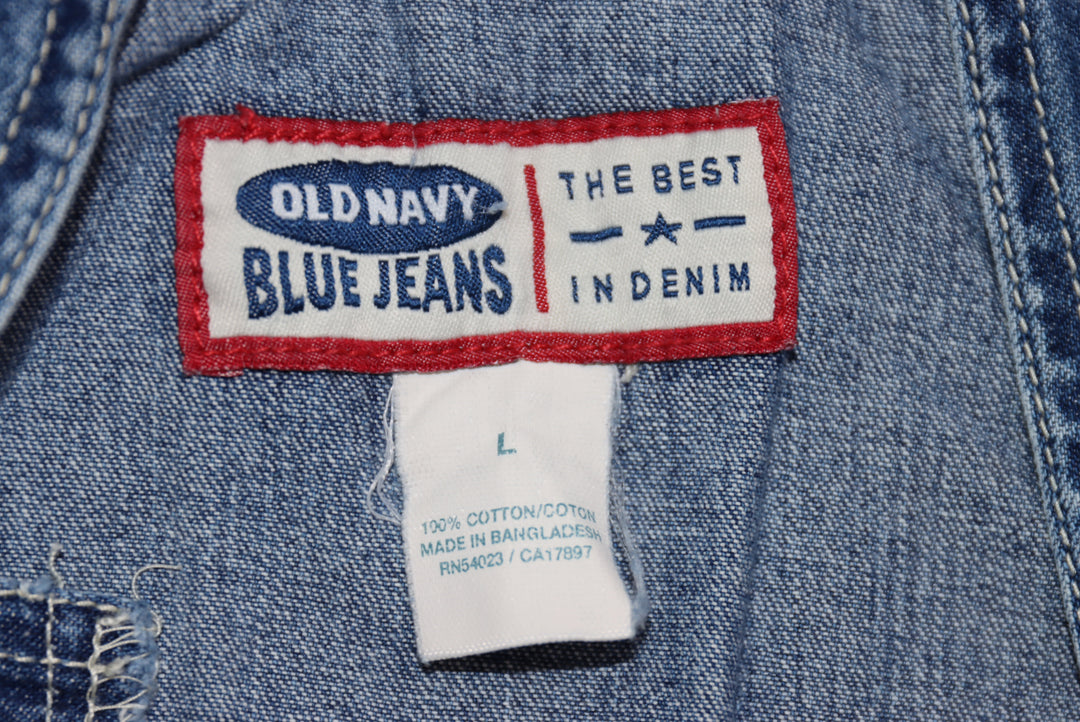 OLD NAVY
BLUE JEANS
THE BEST
IN DENIM
L
100% COTTON/COTON
MADE IN BANGLADESH
RN54023 / CA17897